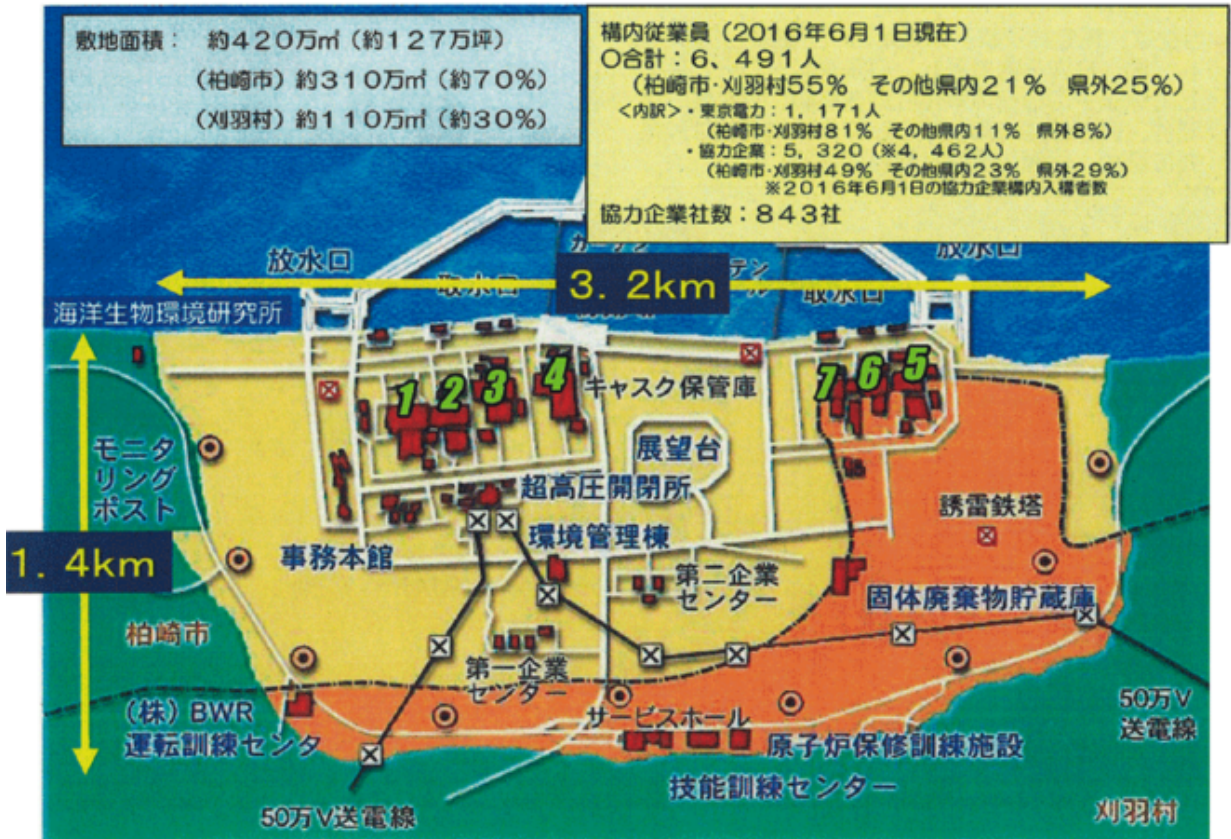 敷地面積： 約420万㎡（約127万坪）
（柏崎市）約310万㎡（約70%）
（刈羽村）約110万㎡（約30%）
構内従業員（2016年6月1日現在）
〇合計：6、491人
（柏崎市・刈羽村55% その他県内21% 県外25%）
＜内訳＞・東京電力：1，171人
（柏崎市・刈羽村81% その他県内11% 県外8%）
・協力企業：5，320（※4，462人）
（柏崎市・刈羽村49% その他県内23% 県外29%）
※2016年6月1日の協力企業構内入構者数
協力企業社数：843社
放水口
放水口
取水口
3．2km
取水口
海洋生物環境研究所
1
2
3
4
7
6
5
キャスク保管庫
展望台
モニタ
リング
ポスト
超高圧開閉所
誘雷鉄塔
環境管理棟
事務本館
1．4km
第二企業
センター
固体廃棄物貯蔵庫
柏崎市
第一企業
センター
（株）BWR
運転訓練センタ
サービスホール
原子炉保修訓練施設
50万V
送電線
技能訓練センター
50万V送電線
刈羽村